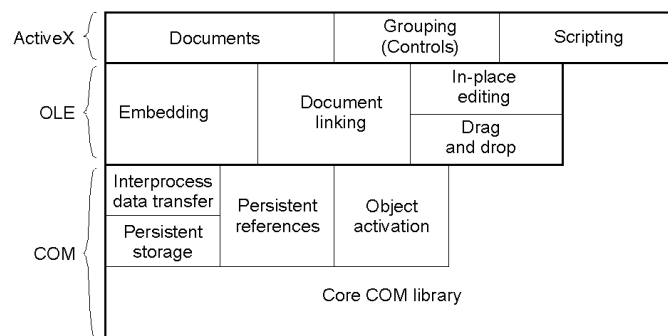 ActiveX
Documents
Grouping
(Controls)
Scripting
OLE
Embedding
Document
linking
In-place
editing
Drag
and drop
COM
Interprocess
data transfer
Persistent
storage
Persistent
references
Object
activation
Core COM library